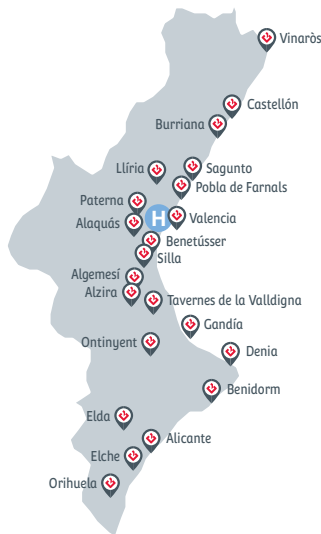 Vinaròs
Castellón
Burriana
Llíria
Sagunto
Pobla de Farnals
Paterna
H
Valencia
Alaquás
Benetússer
Silla
Algemesí
Alzira
Tavernes de la Valldigna
Gandía
Ontinyent
Denia
Benidorm
Elda
Alicante
Elche
Orihuela